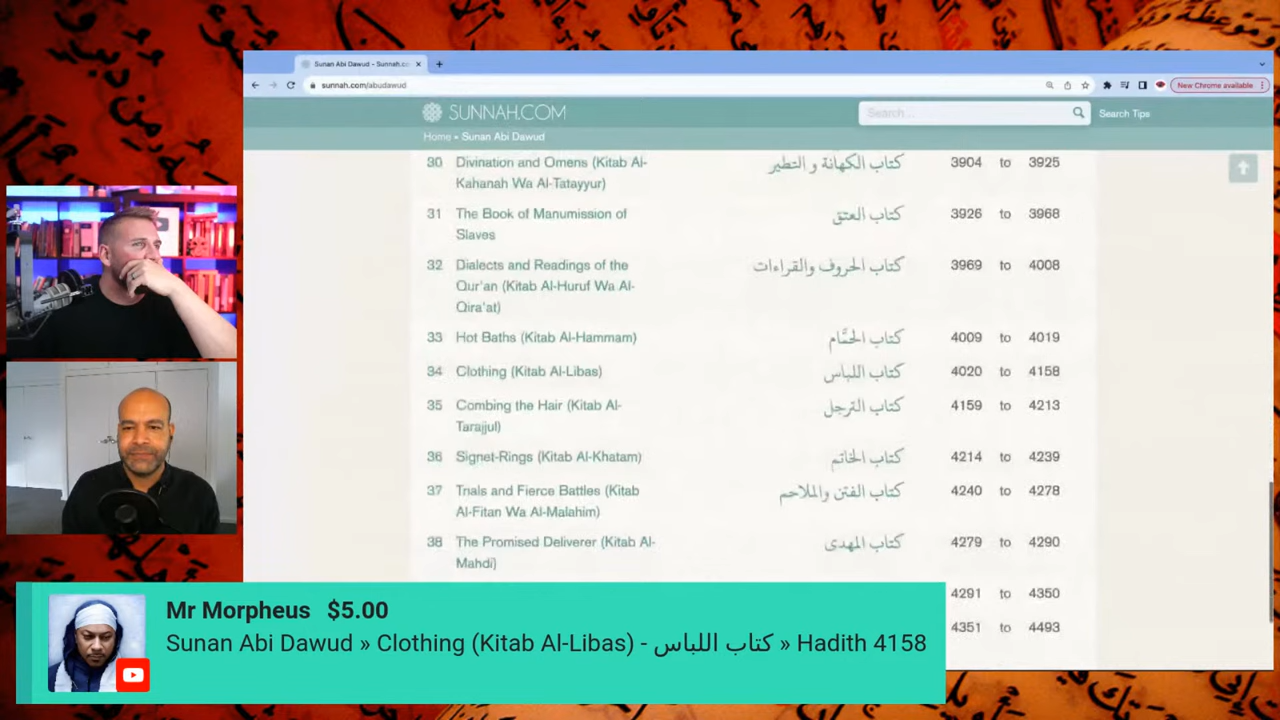 Sunan Abi Dawud - Sunnah.co
sunnah.com/abudawud
New Chrome available
SUNNAH.COM
Search...
Search Tips
Home » Sunan Abi Dawud
30 Divination and Omens (Kitab Al- كتاب الكهانة و التطير 3904 to 3925
Kahanah Wa Al-Tatayyur)
31 The Book of Manumission of كتاب العتق 3926 to 3968
Slaves
32 Dialects and Readings of the كتاب الحروف والقراءات 3969 to 4008
Qur'an (Kitab Al-Huruf Wa Al-
Qira'at)
33 Hot Baths (Kitab Al-Hammam) كتاب الحَمَّام 4009 to 4019
34 Clothing (Kitab Al-Libas) كتاب اللباس 4020 to 4158
35 Combing the Hair (Kitab Al- كتاب الترجل 4159 to 4213
Tarajjul)
36 Signet-Rings (Kitab Al-Khatam) كتاب الخاتم 4214 to 4239
37 Trials and Fierce Battles (Kitab كتاب الفتن والملاحم 4240 to 4278
Al-Fitan Wa Al-Malahim)
38 The Promised Deliverer (Kitab Al- كتاب المهدى 4279 to 4290
Mahdi)
4291 to 4350
4351 to 4493
Mr Morpheus $5.00
Sunan Abi Dawud » Clothing (Kitab Al-Libas) - كتاب اللباس » Hadith 4158